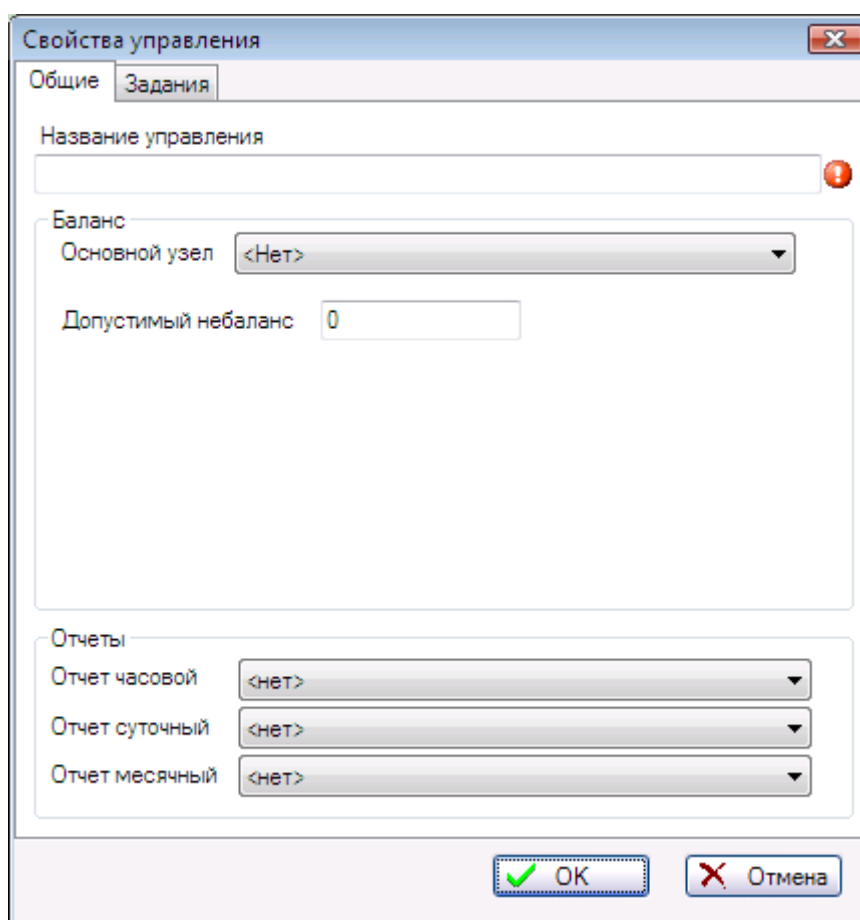 Свойства управления
Общие Задания
Название управления
Баланс
Основной узел <Нет>
Допустимый небаланс 0
Отчеты
Отчет часовой <нет>
Отчет суточный <нет>
Отчет месячный <нет>
OK Отмена